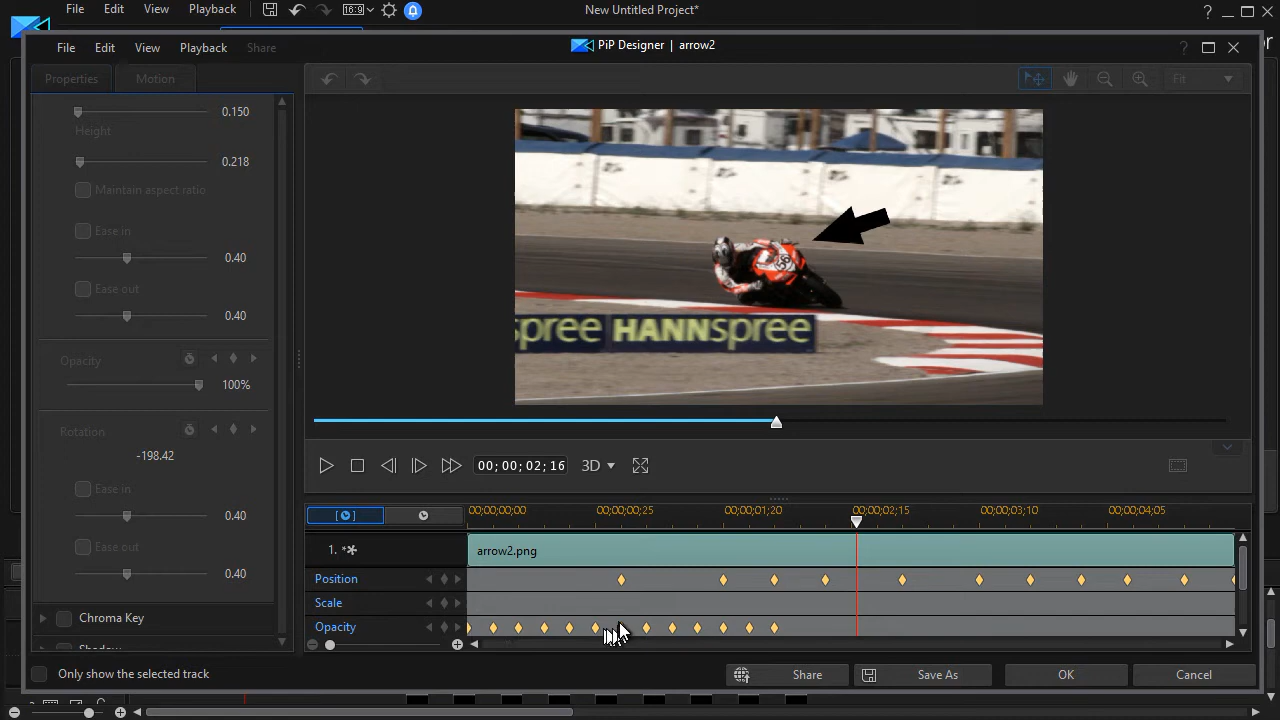 File Edit View Playback 16:9 New Untitled Project* ?
File Edit View Playback Share PiP Designer | arrow2 ?
Properties Motion Fit
0.150
Height
0.218
Maintain aspect ratio
Ease in
0.40
Ease out
0.40
Opacity
100%
Rotation
-198.42
Ease in
0.40
Ease out
0.40
Chroma Key
56
spree HANNspree
00;00;02;16 3D
00;00;00;00 00;00;00;25 00;00;01;20 00;00;02;15 00;00;03;10 00;00;04;05
1. arrow2.png
Position
Scale
Opacity
Only show the selected track Share Save As OK Cancel